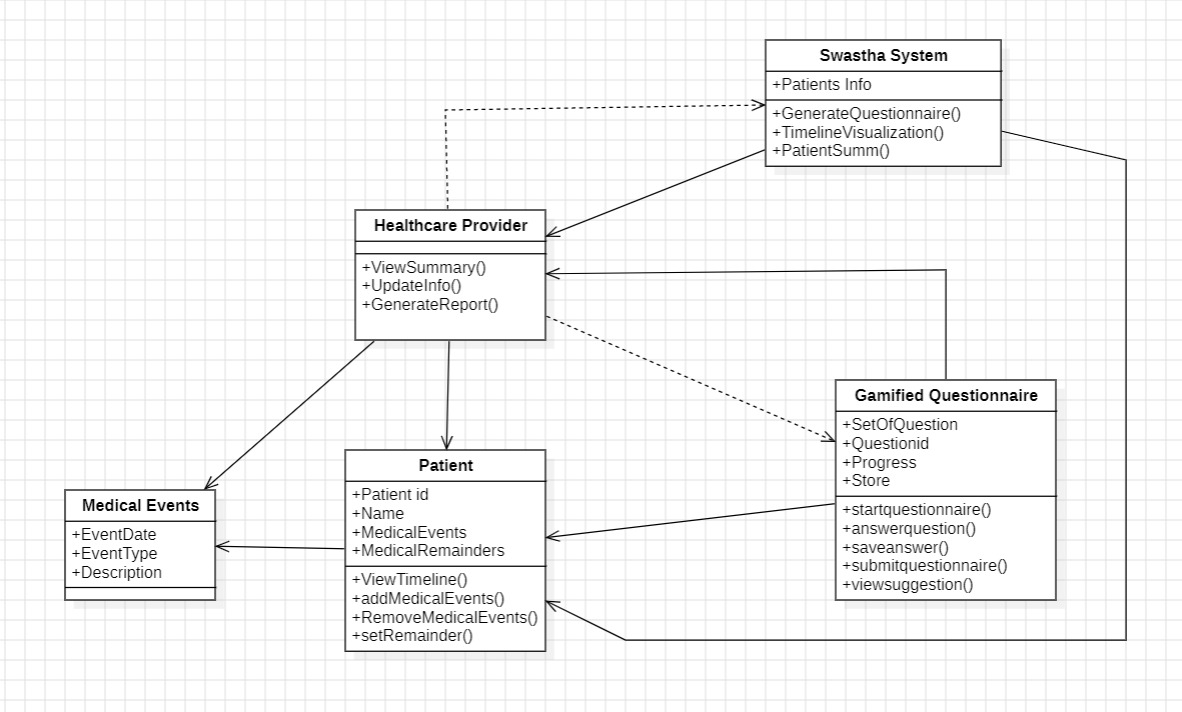 Swastha System
+Patients Info
+GenerateQuestionnaire()
+TimelineVisualization()
+PatientSumm()
Healthcare Provider
+ViewSummary()
+UpdateInfo()
+GenerateReport()
Gamified Questionnaire
+SetOfQuestion
+Questionid
+Progress
+Store
+startquestionnaire()
+answerquestion()
+saveanswer()
+submitquestionnaire()
+viewsuggestion()
Patient
+Patient id
+Name
+MedicalEvents
+MedicalRemainders
+ViewTimeline()
+addMedicalEvents()
+RemoveMedicalEvents()
+setRemainder()
Medical Events
+EventDate
+EventType
+Description